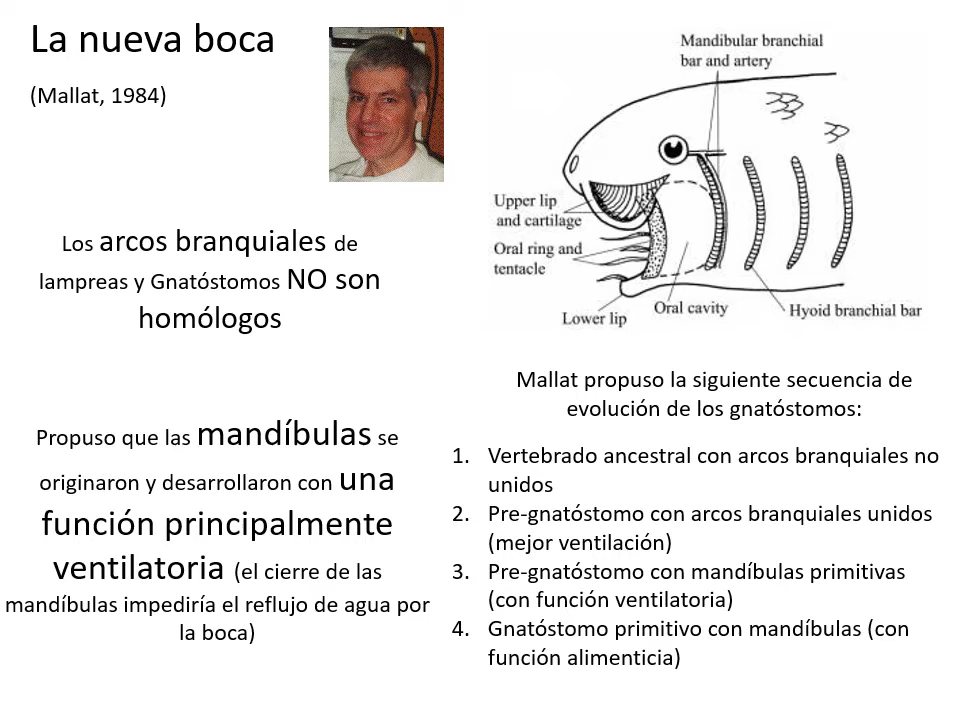 La nueva boca
(Mallat, 1984)
Los arcos branquiales de
lampreas y Gnatóstomos NO son
homólogos
Propuso que las mandíbulas se
originaron y desarrollaron con una
función principalmente
ventilatoria (el cierre de las
mandíbulas impediría el reflujo de agua por
la boca)
Mandibular branchial
bar and artery
Upper lip
and cartilage
Oral ring and
tentacle
Lower lip
Oral cavity
Hyoid branchial bar
Mallat propuso la siguiente secuencia de
evolución de los gnatóstomos:
1. Vertebrado ancestral con arcos branquiales no
unidos
2. Pre-gnatóstomo con arcos branquiales unidos
(mejor ventilación)
3. Pre-gnatóstomo con mandíbulas primitivas
(con función ventilatoria)
4. Gnatóstomo primitivo con mandíbulas (con
función alimenticia)